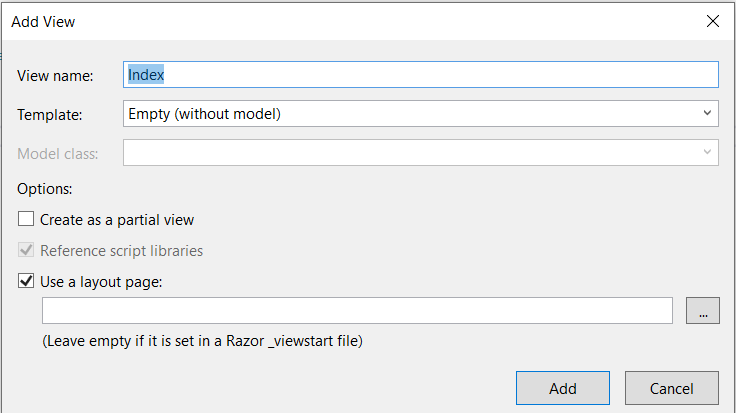 Add View
View name: Index
Template: Empty (without model)
Model class:
Options:
Create as a partial view
Reference script libraries
Use a layout page:
...
(Leave empty if it is set in a Razor _viewstart file)
Add Cancel